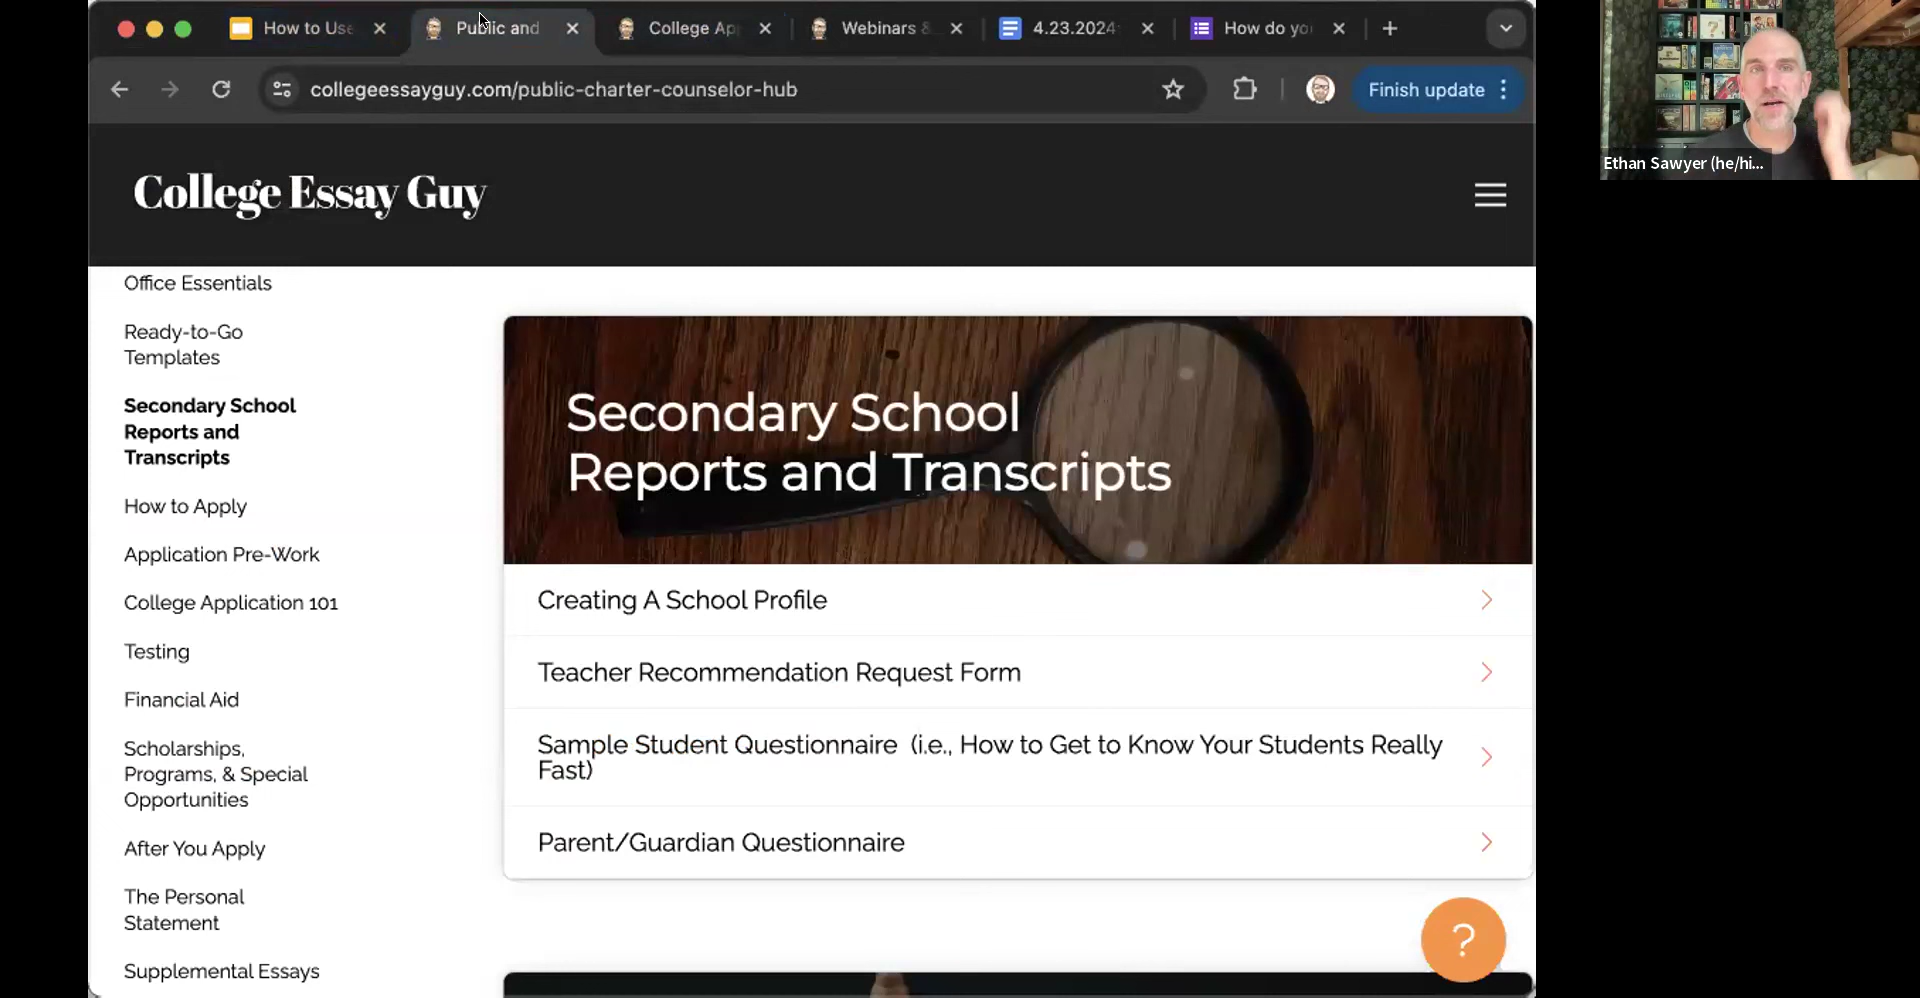 How to Use
Public and
College Ap
Webinars &
4.23.2024
How do yo
collegeessayguy.com/public-charter-counselor-hub
Finish update
Ethan Sawyer (he/hi...
College Essay Guy
Office Essentials
Ready-to-Go
Templates
Secondary School
Reports and
Transcripts
How to Apply
Application Pre-Work
College Application 101
Testing
Financial Aid
Scholarships,
Programs, & Special
Opportunities
After You Apply
The Personal
Statement
Supplemental Essays
Secondary School
Reports and Transcripts
Creating A School Profile
Teacher Recommendation Request Form
Sample Student Questionnaire (i.e., How to Get to Know Your Students Really
Fast)
Parent/Guardian Questionnaire
?